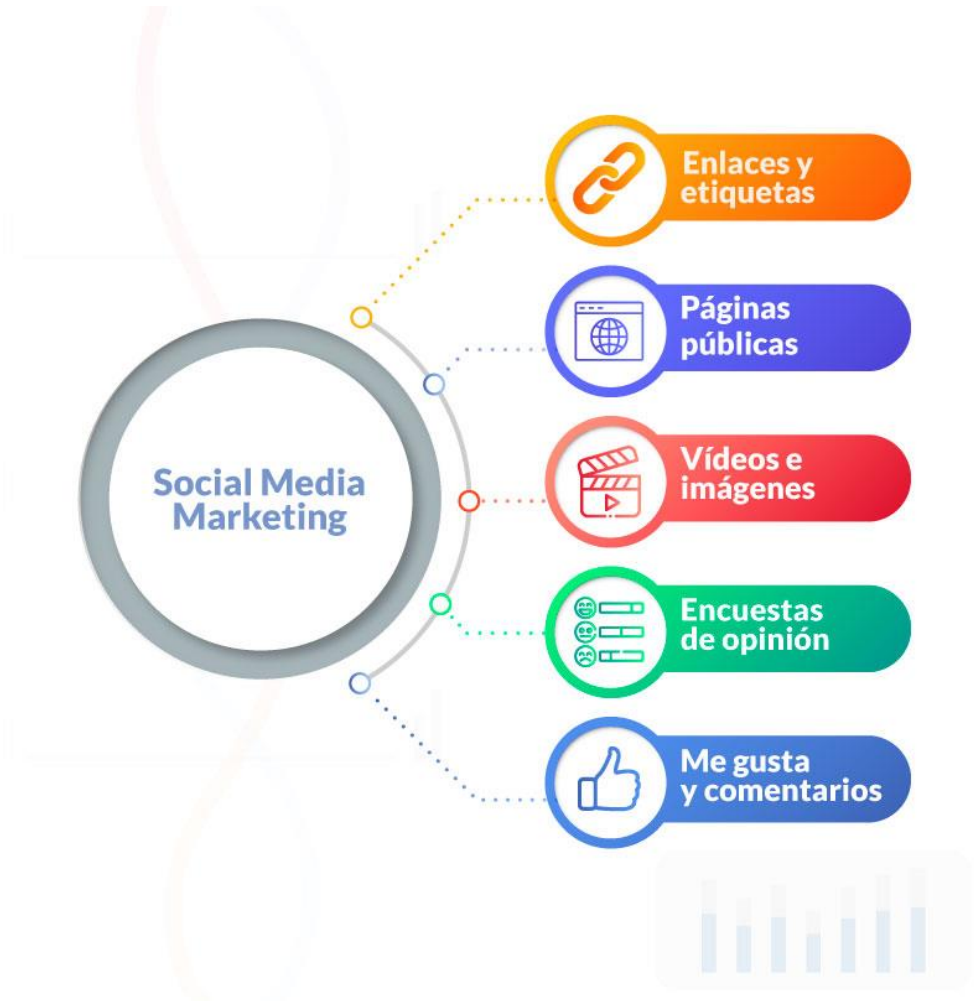 Social Media
Marketing
Enlaces y
etiquetas
Páginas
públicas
Vídeos e
imágenes
Encuestas
de opinión
Me gusta
y comentarios